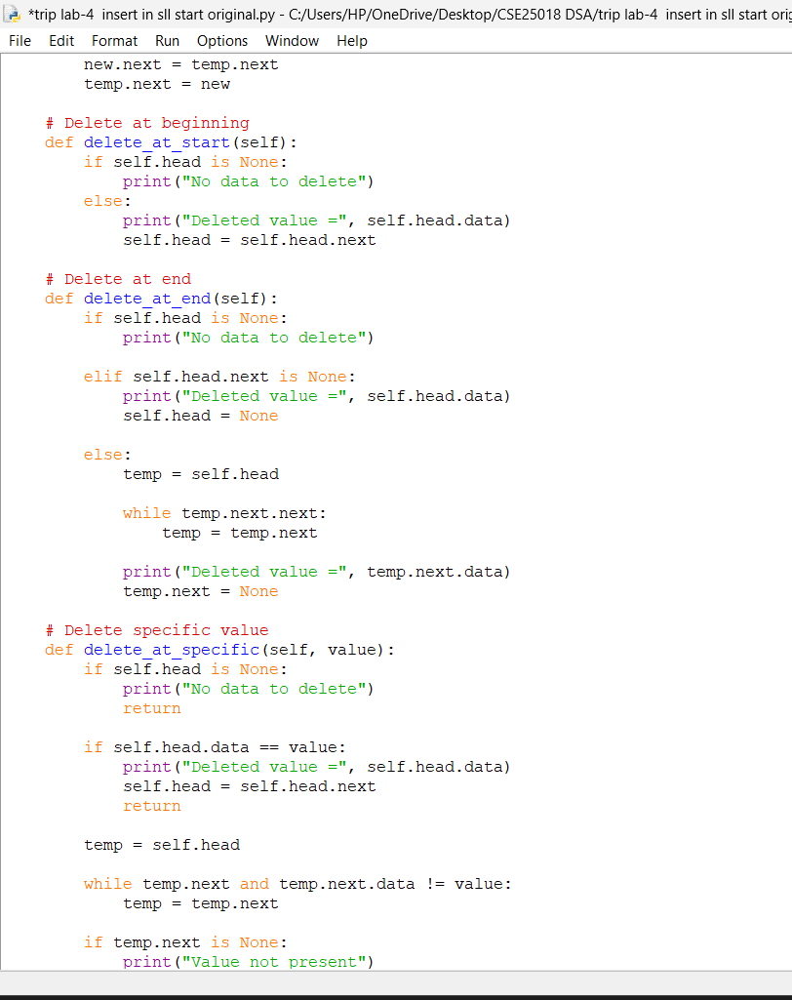 *trip lab-4  insert in sll start original.py - C:/Users/HP/OneDrive/Desktop/CSE25018 DSA/trip lab-4  insert in sll start orig
File Edit Format Run Options Window Help
        new.next = temp.next
        temp.next = new

    # Delete at beginning
    def delete_at_start(self):
        if self.head is None:
            print("No data to delete")
        else:
            print("Deleted value =", self.head.data)
            self.head = self.head.next

    # Delete at end
    def delete_at_end(self):
        if self.head is None:
            print("No data to delete")

        elif self.head.next is None:
            print("Deleted value =", self.head.data)
            self.head = None

        else:
            temp = self.head

            while temp.next.next:
                temp = temp.next

            print("Deleted value =", temp.next.data)
            temp.next = None

    # Delete specific value
    def delete_at_specific(self, value):
        if self.head is None:
            print("No data to delete")
            return

        if self.head.data == value:
            print("Deleted value =", self.head.data)
            self.head = self.head.next
            return

        temp = self.head

        while temp.next and temp.next.data != value:
            temp = temp.next

        if temp.next is None:
            print("Value not present")